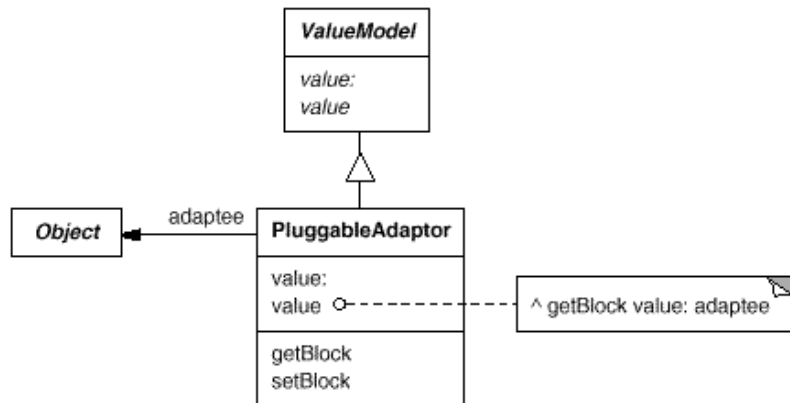 ValueModel
value:
value
Object
adaptee
PluggableAdaptor
value:
value
^ getBlock value: adaptee
getBlock
setBlock